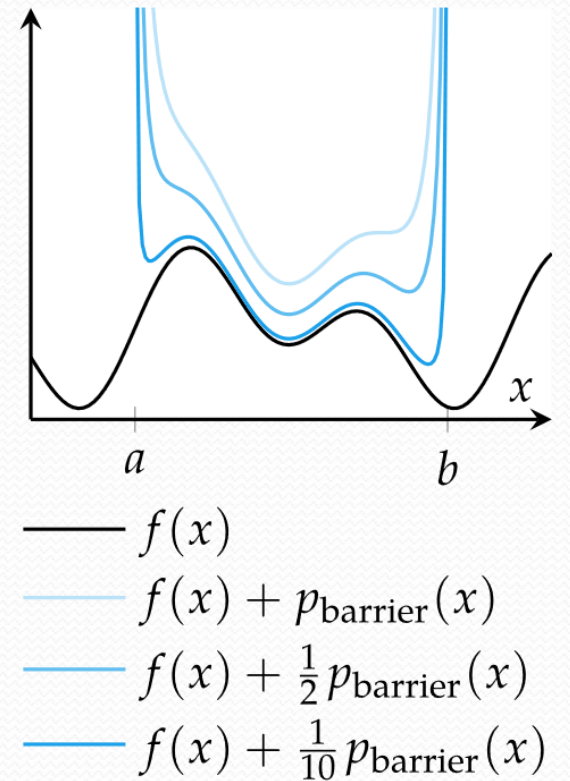 x
a b
f(x)
f(x) + p_barrier(x)
f(x) + 1/2 p_barrier(x)
f(x) + 1/10 p_barrier(x)